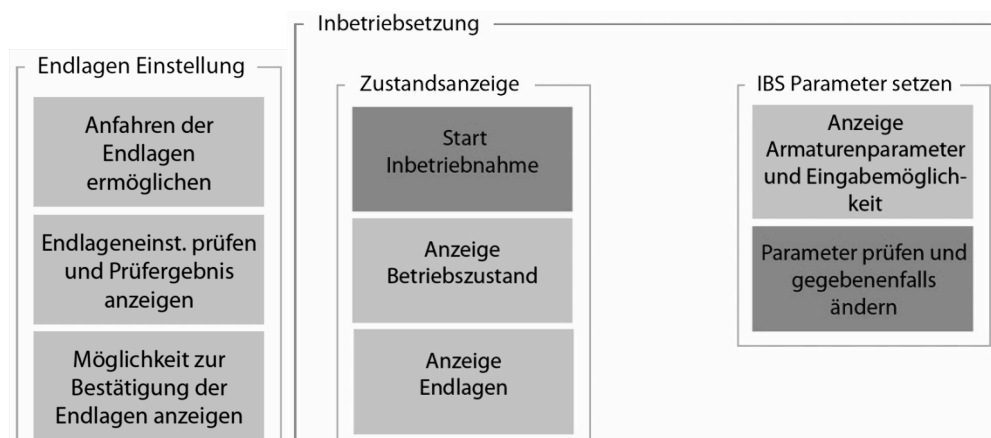 Inbetriebsetzung
Endlagen Einstellung
Anfahren der
Endlagen
ermöglichen
Endlageneinst. prüfen
und Prüfergebnis
anzeigen
Möglichkeit zur
Bestätigung der
Endlagen anzeigen
Zustandsanzeige
Start
Inbetriebnahme
Anzeige
Betriebszustand
Anzeige
Endlagen
IBS Parameter setzen
Anzeige
Armaturenparameter
und Eingabemöglich-
keit
Parameter prüfen und
gegebenenfalls
ändern